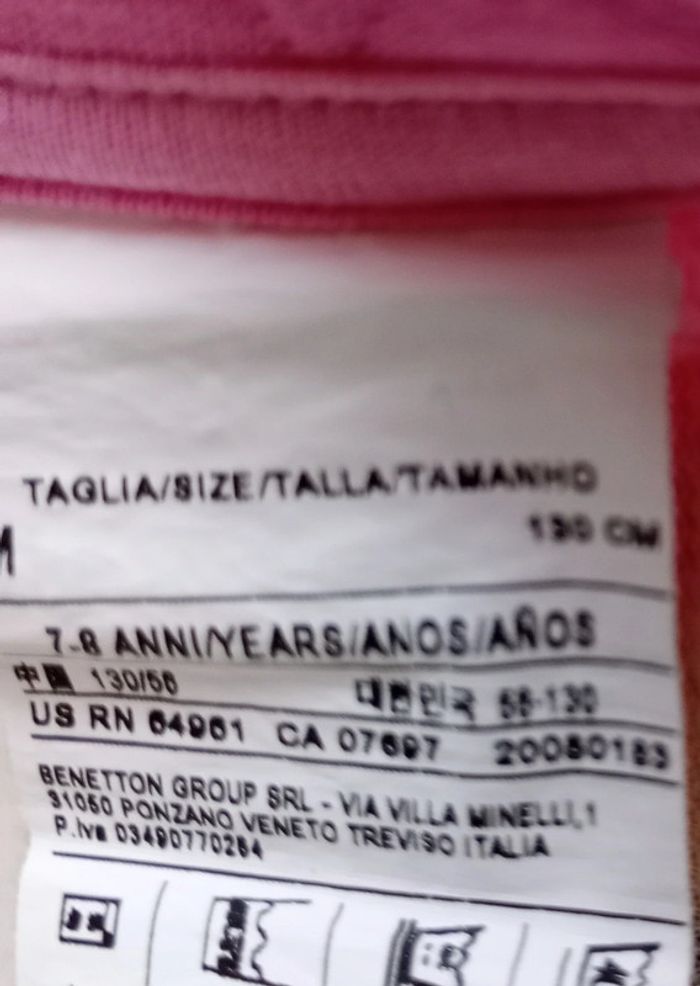 TAGLIA/SIZE/TALLA/TAMANHO
130 CM
M
7-8 ANNI/YEARS/ANOS/AÑOS
中國 130/56
대한민국 56-130
US RN 64961 CA 07697 20080183
BENETTON GROUP SRL - VIA VILLA MINELLI,1
31050 PONZANO VENETO TREVISO ITALIA
P.Iva 03490770264